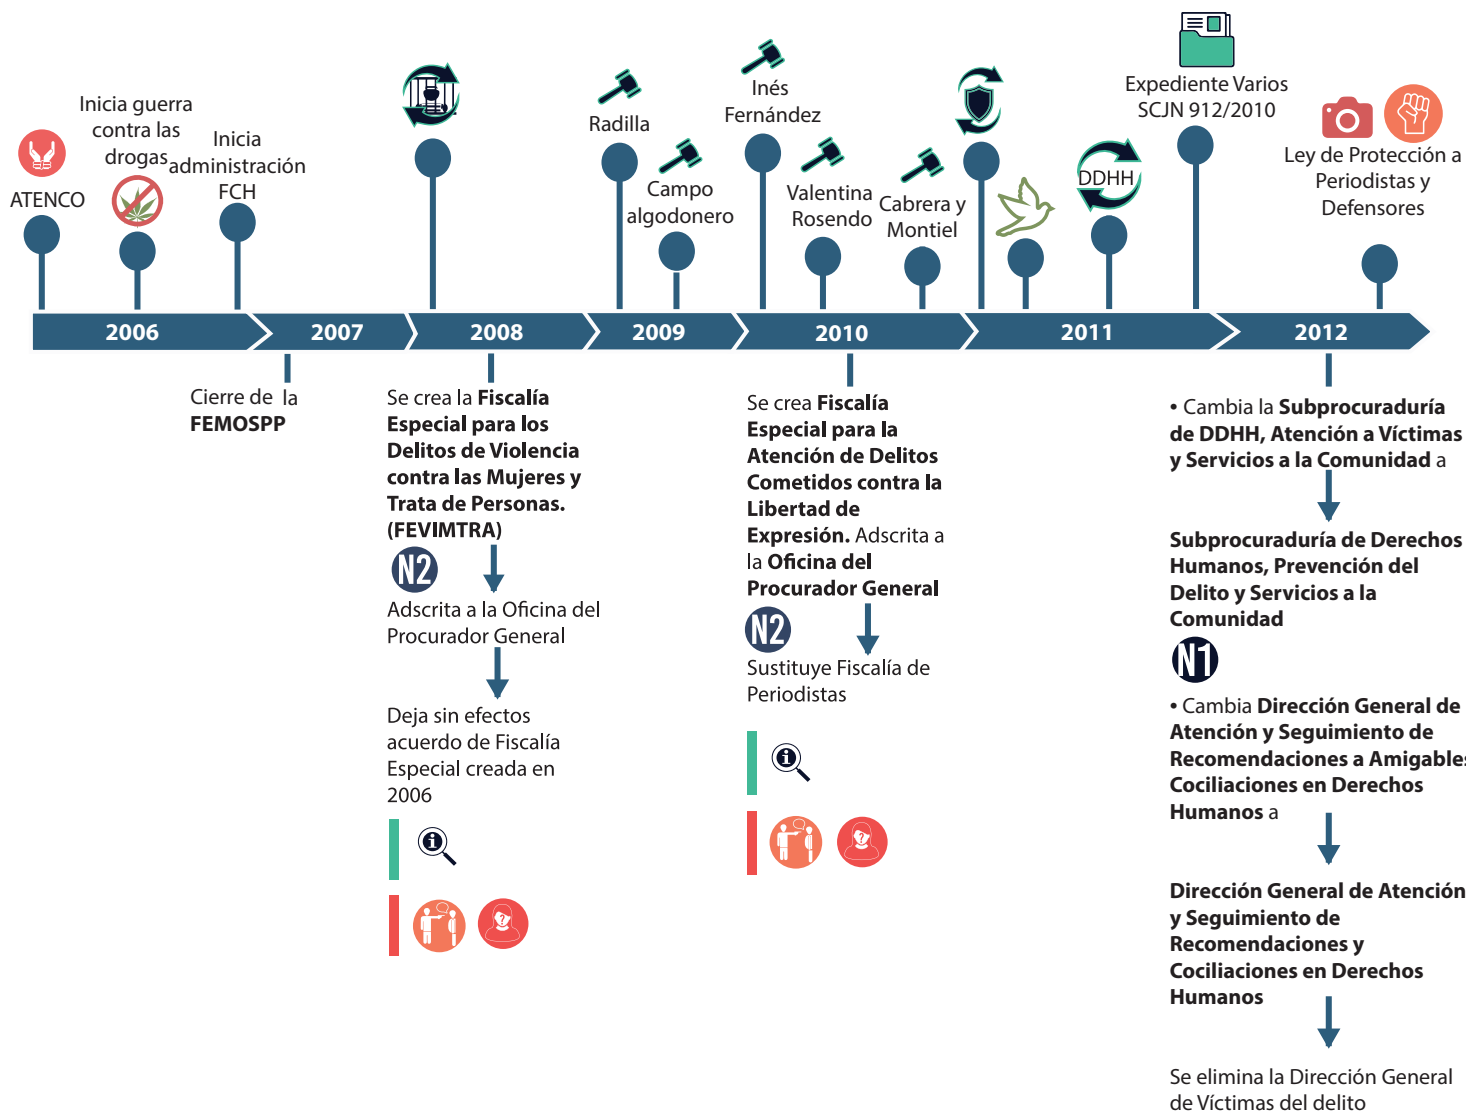 ATENCO
Inicia guerra
contra las
drogas
Inicia
administración
FCH
Radilla
Campo
algodonero
Inés
Fernández
Valentina
Rosendo
Cabrera y
Montiel
DDHH
Expediente Varios
SCJN 912/2010
Ley de Protección a
Periodistas y
Defensores
2006
2007
2008
2009
2010
2011
2012
Cierre de la
FEMOSPP
Se crea la Fiscalía
Especial para los
Delitos de Violencia
contra las Mujeres y
Trata de Personas.
(FEVIMTRA)
N2
Adscrita a la Oficina del
Procurador General
Deja sin efectos
acuerdo de Fiscalía
Especial creada en
2006
Se crea Fiscalía
Especial para la
Atención de Delitos
Cometidos contra la
Libertad de
Expresión. Adscrita a
la Oficina del
Procurador General
N2
Sustituye Fiscalía de
Periodistas
• Cambia la Subprocuraduría
de DDHH, Atención a Víctimas
y Servicios a la Comunidad a
Subprocuraduría de Derechos
Humanos, Prevención del
Delito y Servicios a la
Comunidad
N1
• Cambia Dirección General de
Atención y Seguimiento de
Recomendaciones a Amigables
Cociliaciones en Derechos
Humanos a
Dirección General de Atención
y Seguimiento de
Recomendaciones y
Cociliaciones en Derechos
Humanos
Se elimina la Dirección General
de Víctimas del delito